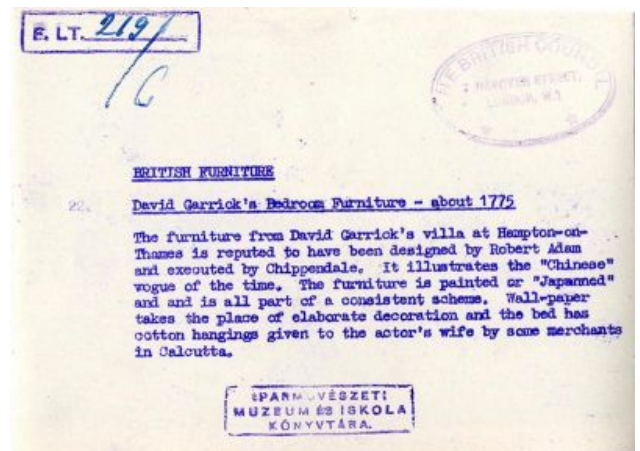 E. LT. 219/
C
THE BRITISH COUNCIL
HANOVER STREET,
LONDON, W.1
BRITISH FURNITURE
22. David Garrick's Bedroom Furniture - about 1775
The furniture from David Garrick's villa at Hampton-on-
Thames is reputed to have been designed by Robert Adam
and executed by Chippendale. It illustrates the "Chinese"
vogue of the time. The furniture is painted or "Japanned"
and and is all part of a consistent scheme. Wall-paper
takes the place of elaborate decoration and the bed has
cotton hangings given to the actor's wife by some merchants
in Calcutta.
IPARMŰVÉSZETI
MUZEUM ÉS ISKOLA
KÖNYVTÁRA.